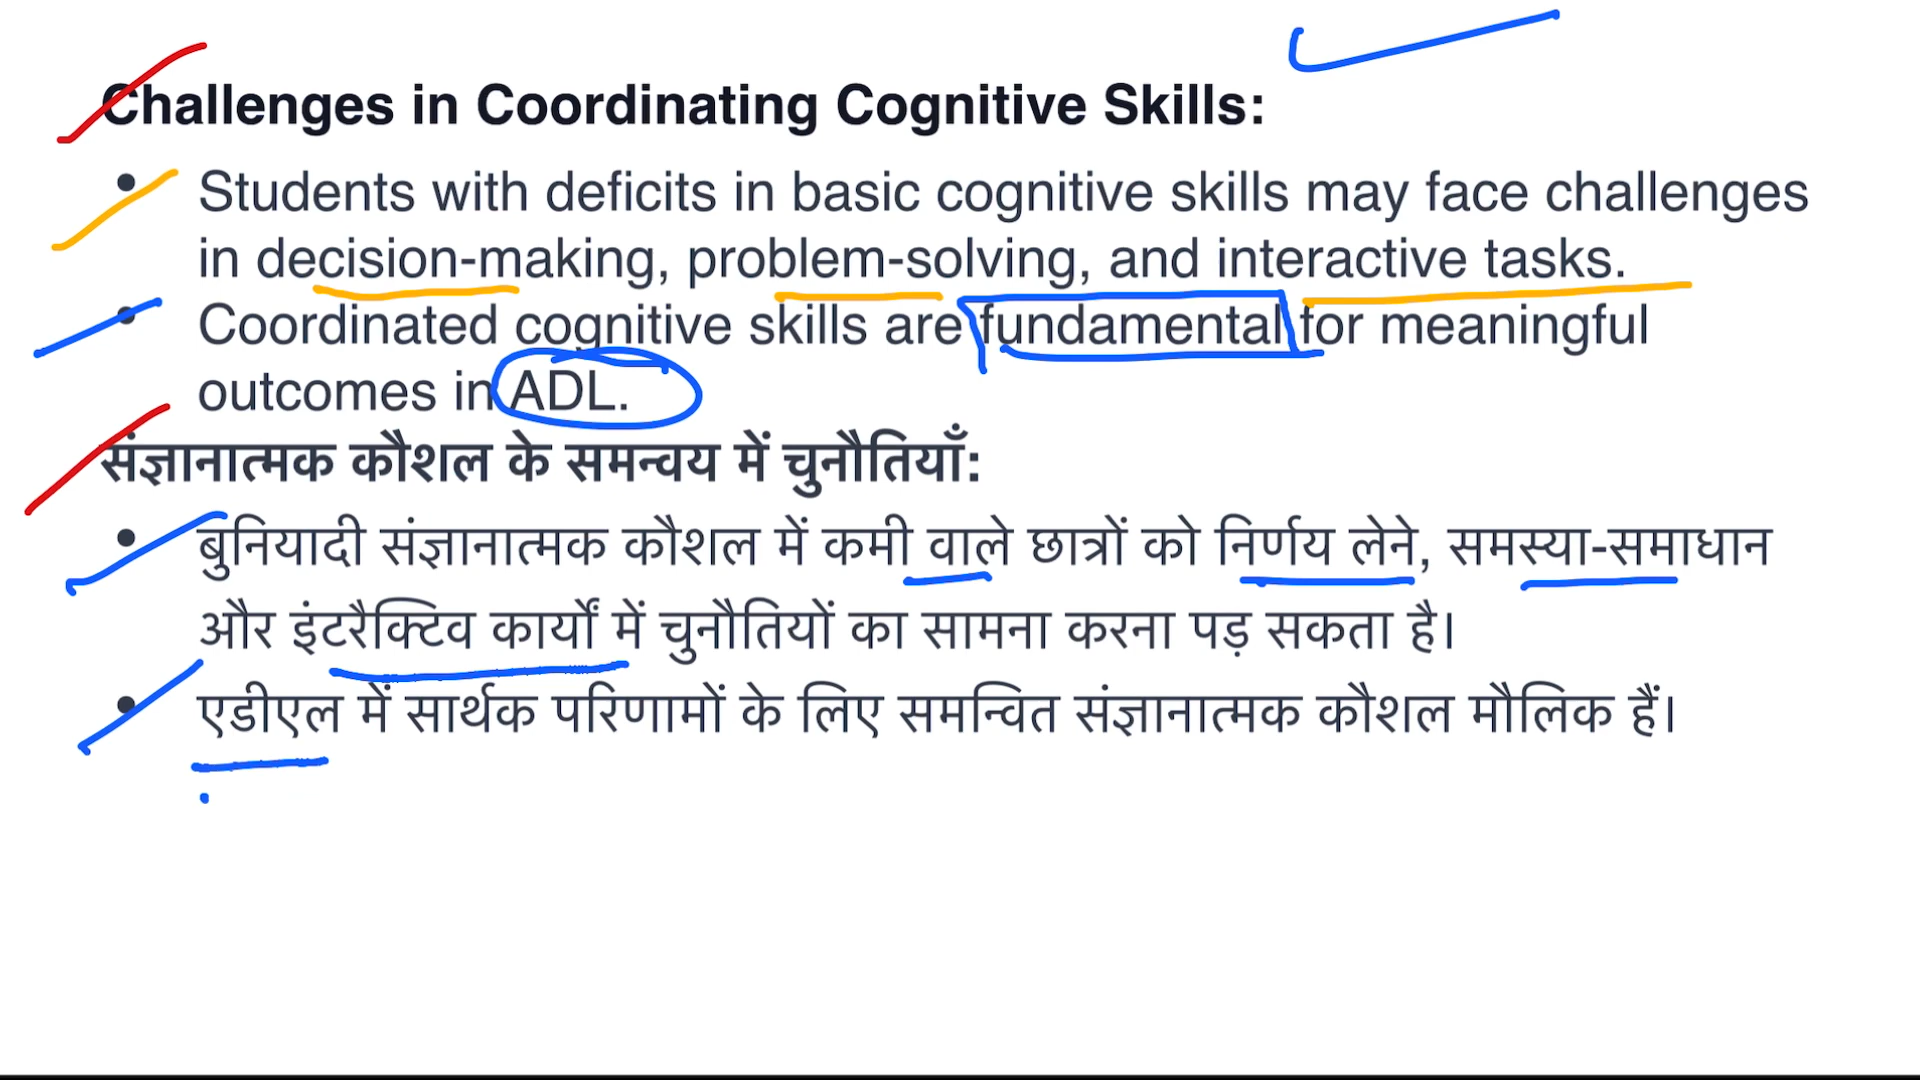 Challenges in Coordinating Cognitive Skills:
• Students with deficits in basic cognitive skills may face challenges
in decision-making, problem-solving, and interactive tasks.
• Coordinated cognitive skills are fundamental for meaningful
outcomes in ADL.
संज्ञानात्मक कौशल के समन्वय में चुनौतियाँ:
• बुनियादी संज्ञानात्मक कौशल में कमी वाले छात्रों को निर्णय लेने, समस्या-समाधान
और इंटरैक्टिव कार्यों में चुनौतियों का सामना करना पड़ सकता है।
• एडीएल में सार्थक परिणामों के लिए समन्वित संज्ञानात्मक कौशल मौलिक हैं।